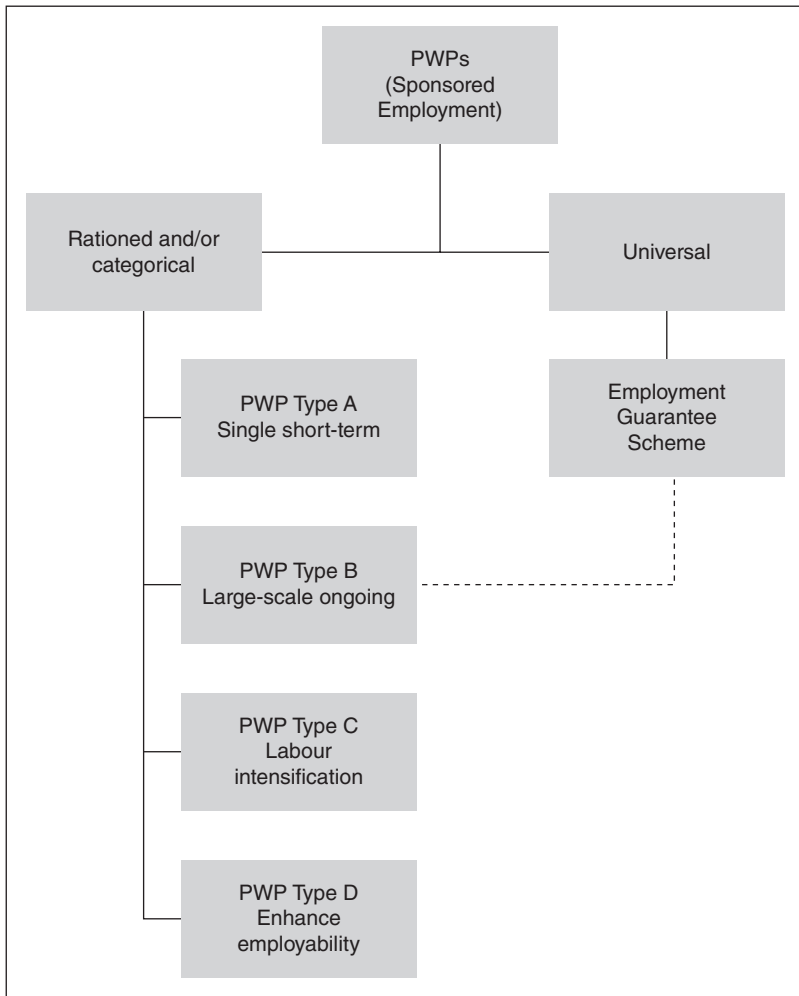 PWPs
(Sponsored
Employment)
Rationed and/or
categorical
Universal
PWP Type A
Single short-term
Employment
Guarantee
Scheme
PWP Type B
Large-scale ongoing
PWP Type C
Labour
intensification
PWP Type D
Enhance
employability